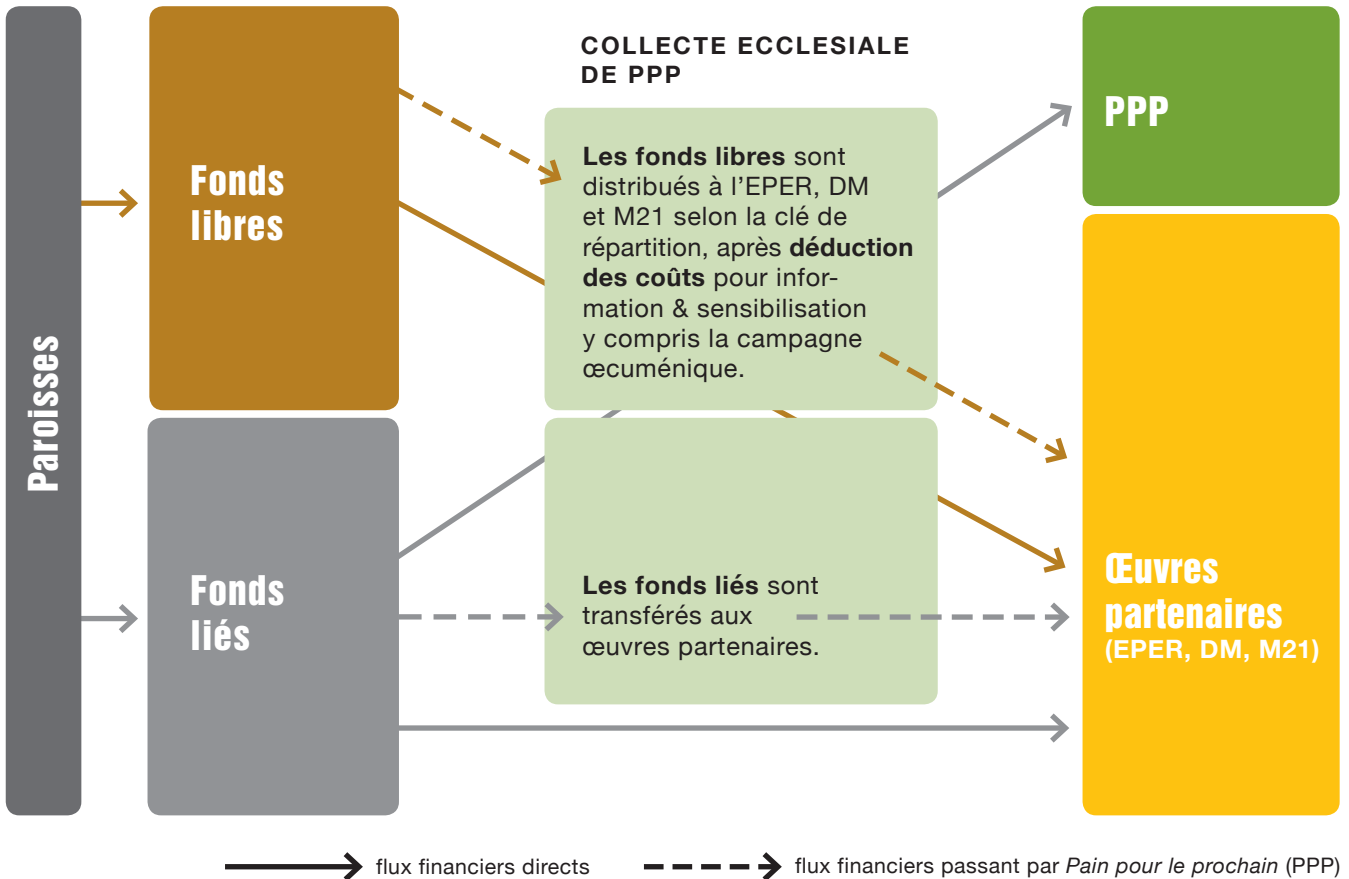 Paroisses
Fonds
libres
Fonds
liés
COLLECTE ECCLESIALE
DE PPP
Les fonds libres sont
distribués à l’EPER, DM
et M21 selon la clé de
répartition, après déduction
des coûts pour infor-
mation & sensibilisation
y compris la campagne
œcuménique.
Les fonds liés sont
transférés aux
œuvres partenaires.
PPP
Œuvres
partenaires
(EPER, DM, M21)
flux financiers directs
flux financiers passant par Pain pour le prochain (PPP)